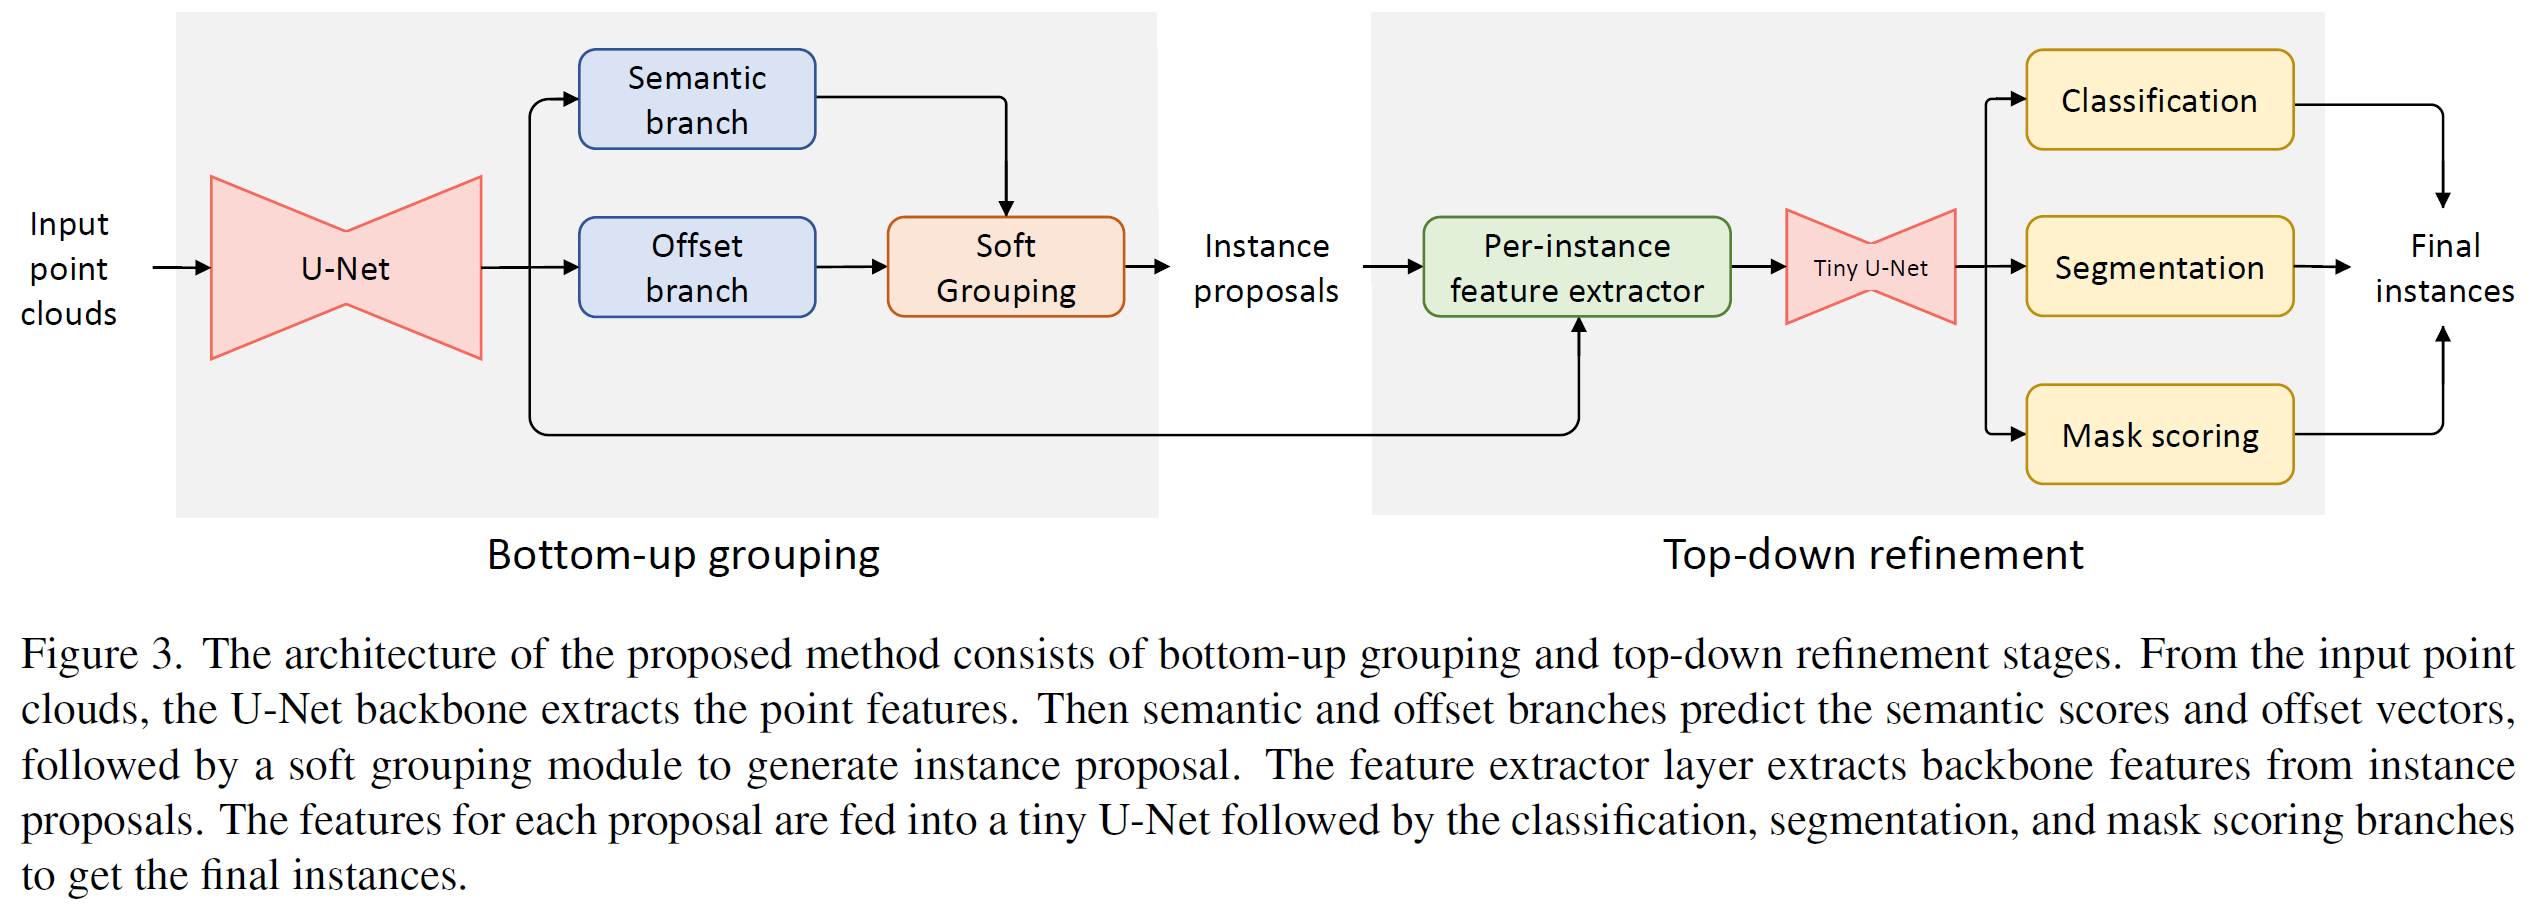 Input
point
clouds
U-Net
Semantic
branch
Offset
branch
Soft
Grouping
Instance
proposals
Per-instance
feature extractor
Tiny U-Net
Classification
Segmentation
Mask scoring
Final
instances
Bottom-up grouping
Top-down refinement
Figure 3. The architecture of the proposed method consists of bottom-up grouping and top-down refinement stages. From the input point
clouds, the U-Net backbone extracts the point features. Then semantic and offset branches predict the semantic scores and offset vectors,
followed by a soft grouping module to generate instance proposal. The feature extractor layer extracts backbone features from instance
proposals. The features for each proposal are fed into a tiny U-Net followed by the classification, segmentation, and mask scoring branches
to get the final instances.